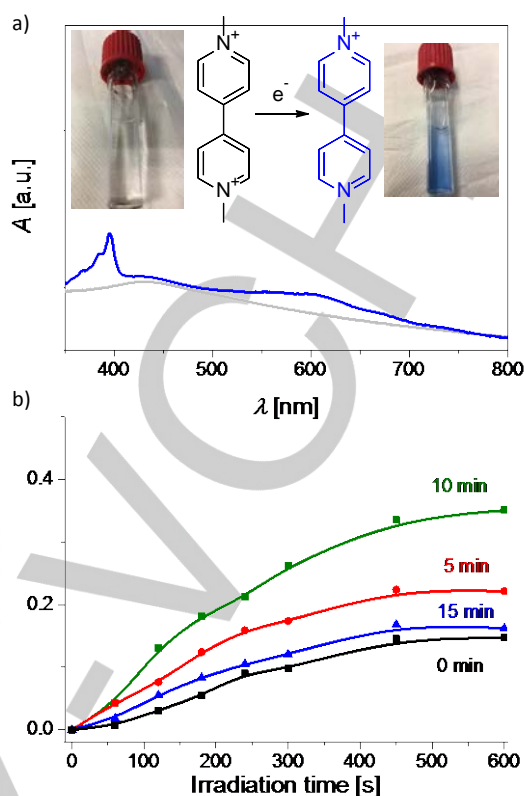 a)
N+
N+
e-
N+
N
A [a.u.]
400 500 600 700 800
λ [nm]
b)
0.4
0.2
0.0
10 min
5 min
15 min
0 min
0 100 200 300 400 500 600
Irradiation time [s]